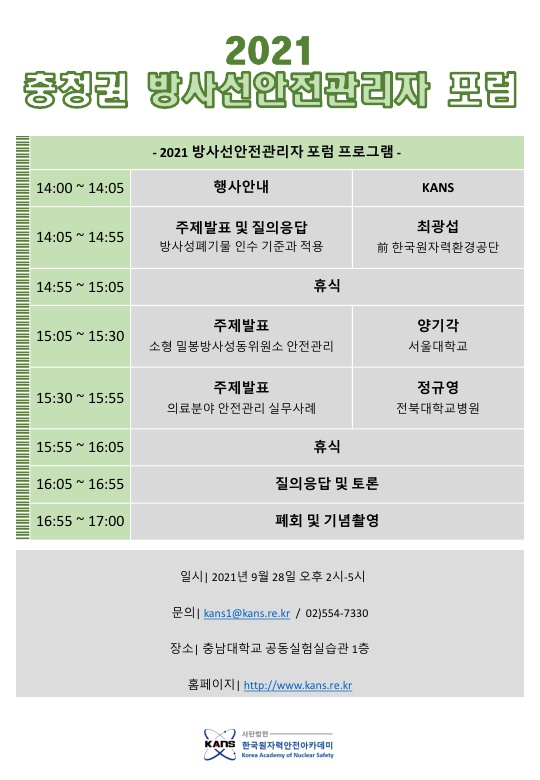 2021
충청권 방사선안전관리자 포럼
- 2021 방사선안전관리자 포럼 프로그램 -
14:00 ~ 14:05 행사안내 KANS
14:05 ~ 14:55 주제발표 및 질의응답 최광섭
방사성폐기물 인수 기준과 적용 前 한국원자력환경공단
14:55 ~ 15:05 휴식
15:05 ~ 15:30 주제발표 양기각
소형 밀봉방사성동위원소 안전관리 서울대학교
15:30 ~ 15:55 주제발표 정규영
의료분야 안전관리 실무사례 전북대학교병원
15:55 ~ 16:05 휴식
16:05 ~ 16:55 질의응답 및 토론
16:55 ~ 17:00 폐회 및 기념촬영
일시| 2021년 9월 28일 오후 2시-5시
문의| kans1@kans.re.kr / 02)554-7330
장소| 충남대학교 공동실험실습관 1층
홈페이지| http://www.kans.re.kr
사단법인
KANS 한국원자력안전아카데미
Korea Academy of Nuclear Safety